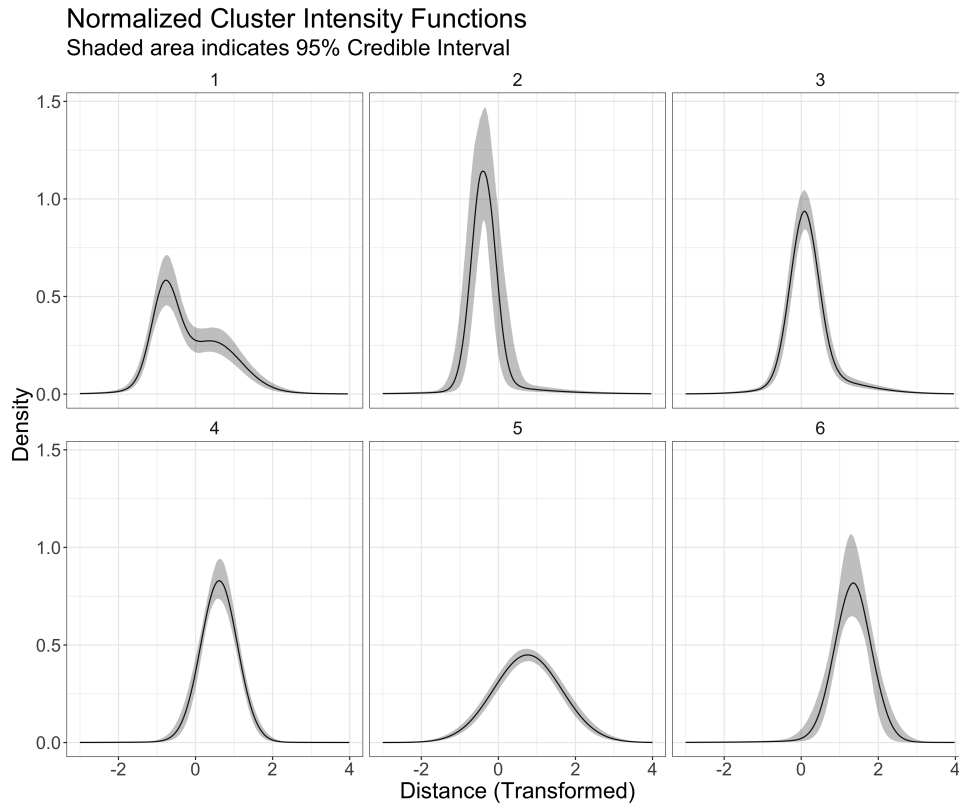 Normalized Cluster Intensity Functions
Shaded area indicates 95% Credible Interval
1 2 3
1.5
1.0
0.5
0.0
Density
4 5 6
1.5
1.0
0.5
0.0
-2 0 2 4 -2 0 2 4 -2 0 2 4
Distance (Transformed)